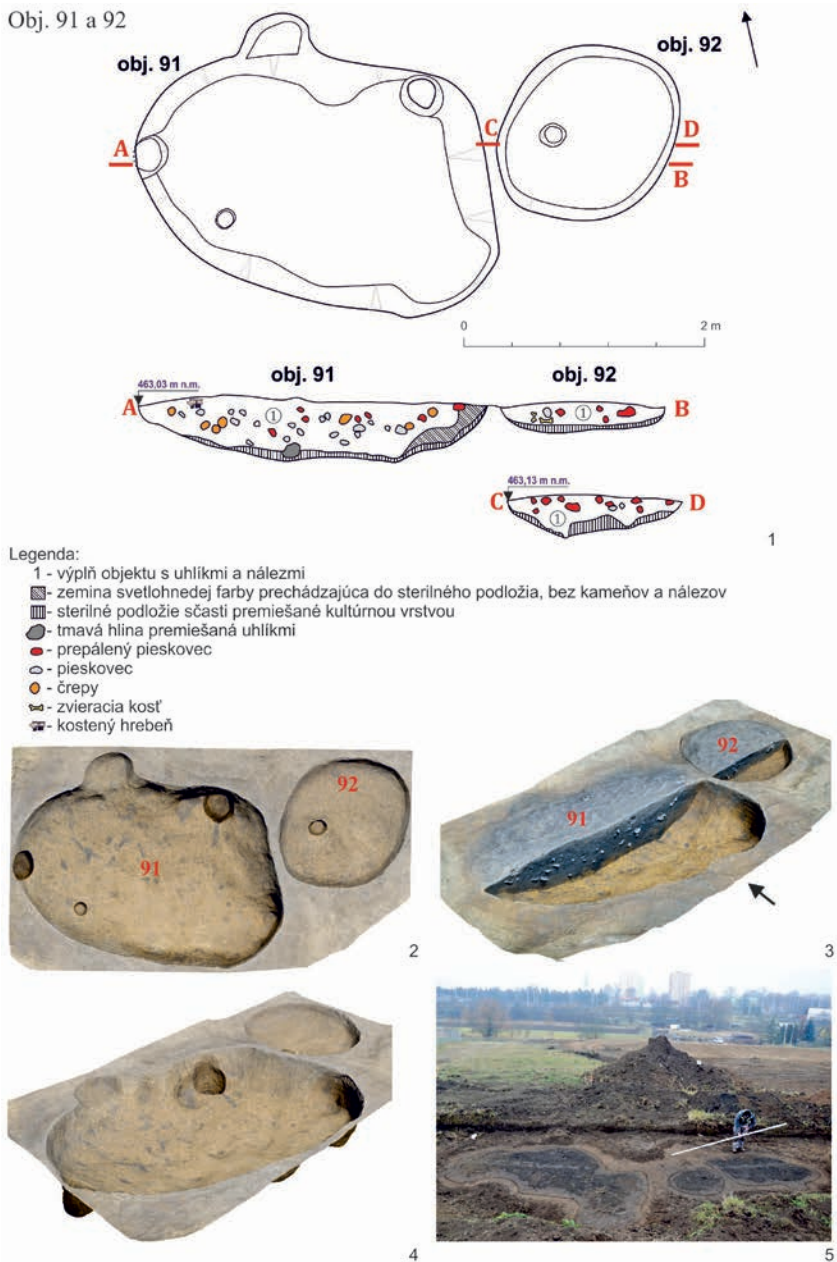 Obj. 91 a 92
obj. 91
obj. 92
A
C
D
B
0 2 m
obj. 91
obj. 92
463,03 m n.m.
A
1
1
B
463,13 m n.m.
C
1
D
1
Legenda:
1 - výplň objektu s uhlíkmi a nálezmi
- zemina svetlohnedej farby prechádzajúca do sterilného podložia, bez kameňov a nálezov
- sterilné podložie sčasti premiešané kultúrnou vrstvou
- tmavá hlina premiešaná uhlíkmi
- prepálený pieskovec
- pieskovec
- črepy
- zvieracia kosť
- kostený hrebeň
91
92
2
91
92
3
4
5